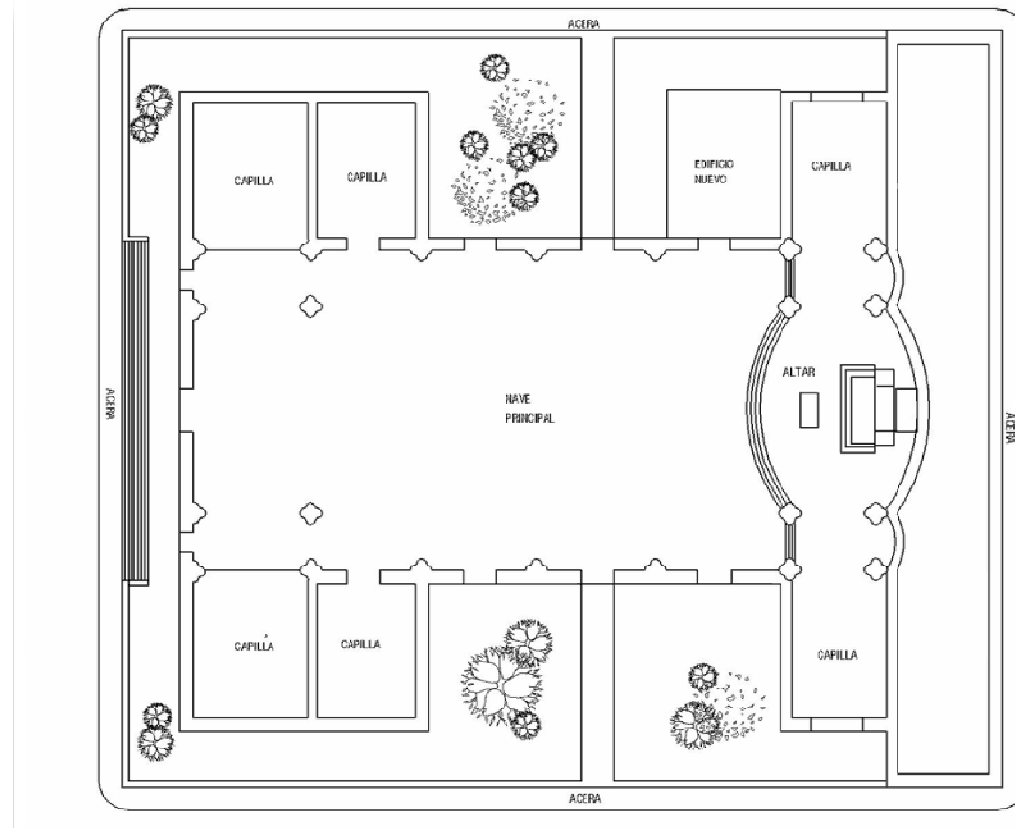 ACERA
CAPILLA
CAPILLA
EDIFICIO
NUEVO
CAPILLA
ACERA
NAVE
PRINCIPAL
ALTAR
ACERA
CAPILLA
CAPILLA
CAPILLA
ACERA